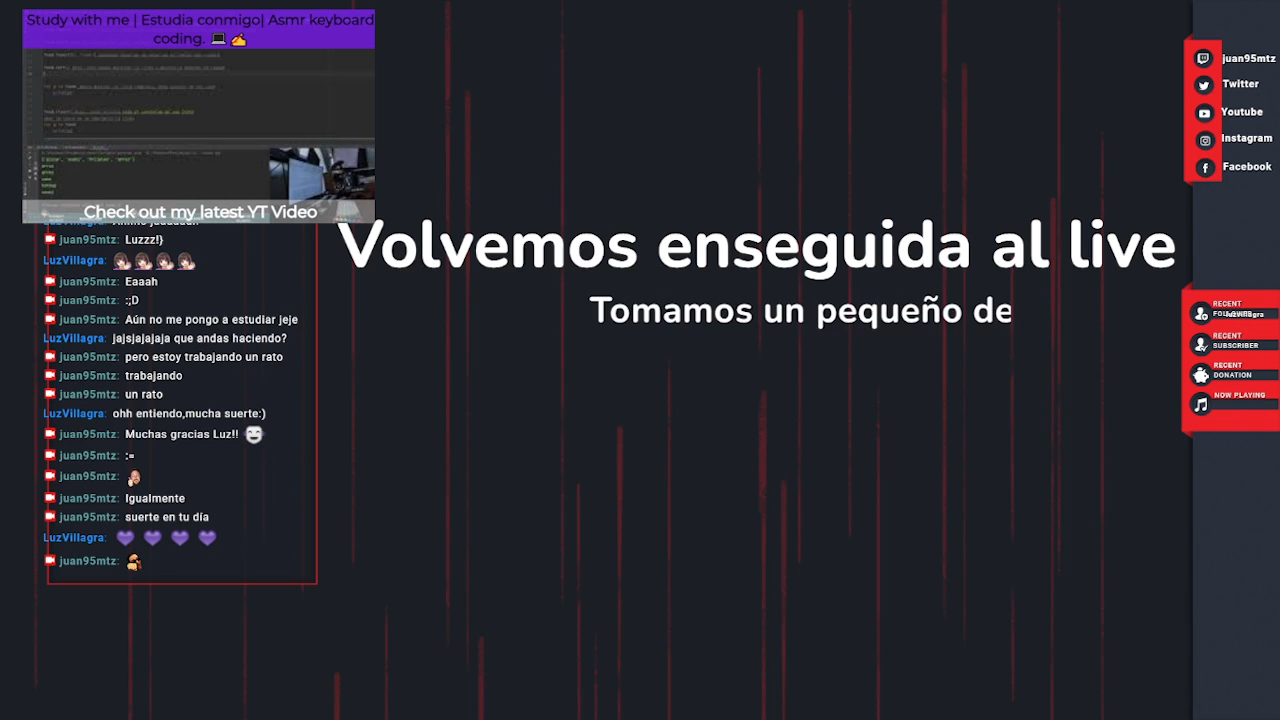 Study with me | Estudia conmigo| Asmr keyboard
coding. 💻 ✍
Check out my latest YT Video
juan95mtz: Luzzz!}
LuzVillagra:
juan95mtz: Eaaah
juan95mtz: :;D
juan95mtz: Aún no me pongo a estudiar jeje
LuzVillagra: jajsjajajaja que andas haciendo?
juan95mtz: pero estoy trabajando un rato
juan95mtz: trabajando
juan95mtz: un rato
LuzVillagra: ohh entiendo,mucha suerte:)
juan95mtz: Muchas gracias Luz!!
juan95mtz: :=
juan95mtz:
juan95mtz: Igualmente
juan95mtz: suerte en tu día
LuzVillagra: 💜 💜 💜 💜
juan95mtz:
Volvemos enseguida al live
Tomamos un pequeño de
juan95mtz
Twitter
Youtube
Instagram
Facebook
RECENT
LuzVillagra
RECENT
SUBSCRIBER
RECENT
DONATION
NOW PLAYING